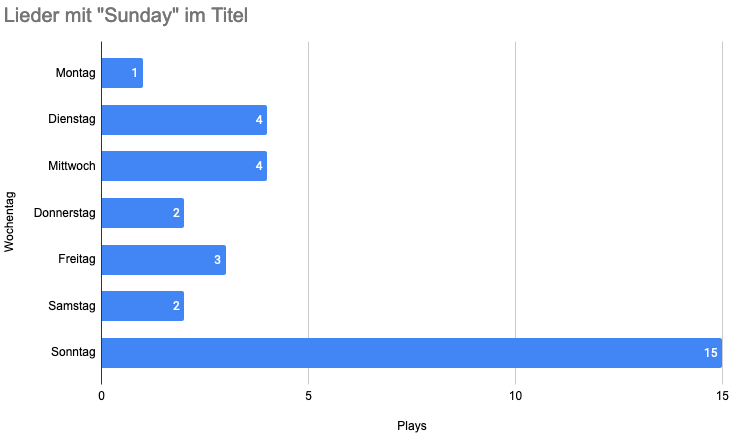 Lieder mit "Sunday" im Titel
Wochentag
Montag 1
Dienstag 4
Mittwoch 4
Donnerstag 2
Freitag 3
Samstag 2
Sonntag 15
0 5 10 15
Plays